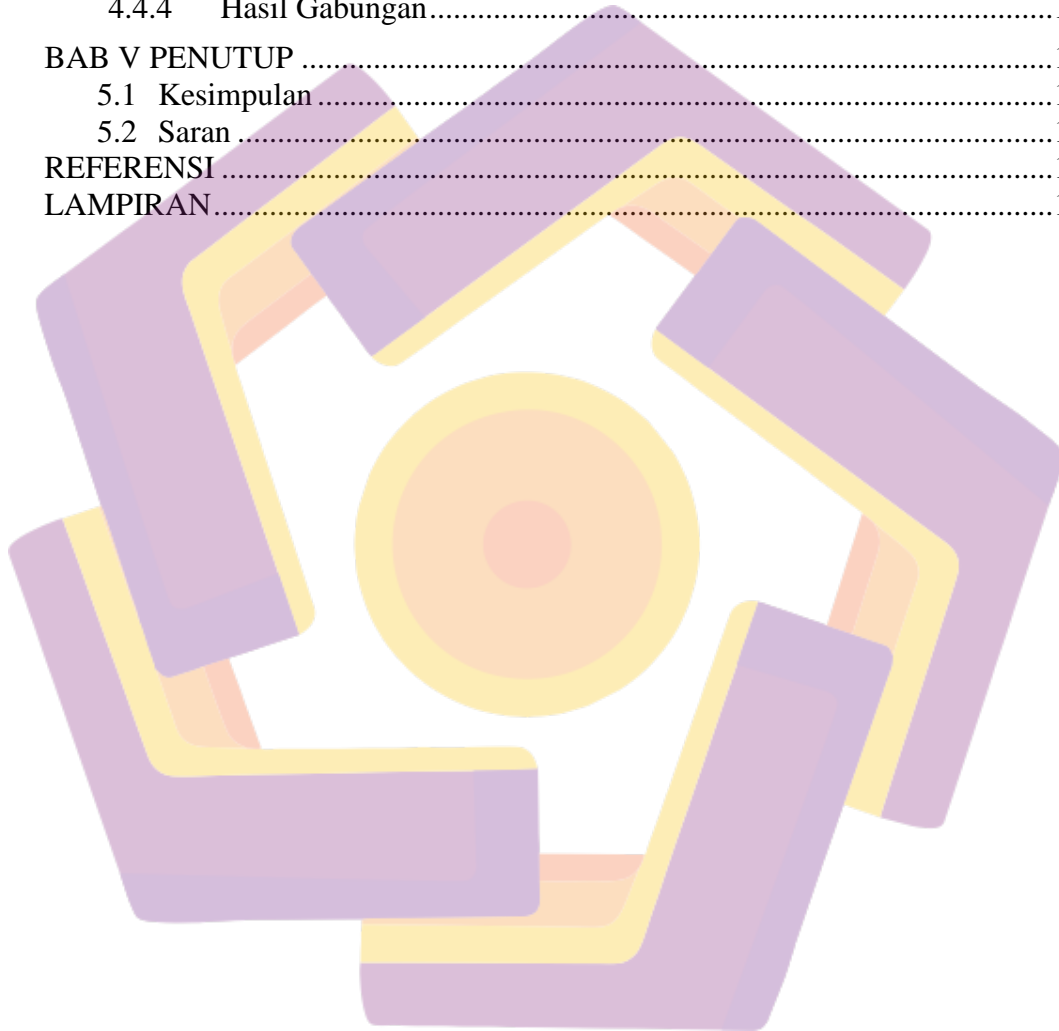 4.4.4 Hasil Gabungan........................................................................
BAB V PENUTUP ........................................................................
5.1 Kesimpulan........................................................................
5.2 Saran ........................................................................
REFERENSI ........................................................................
LAMPIRAN........................................................................